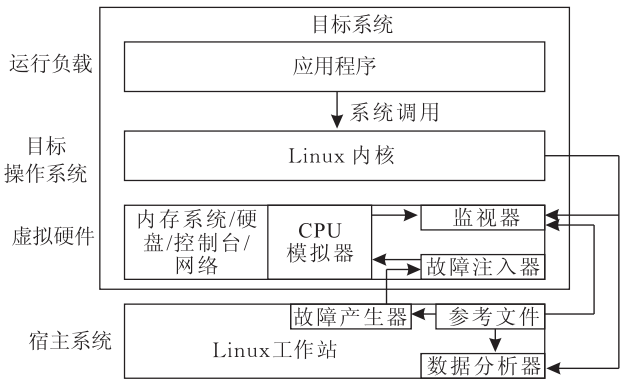 目标系统
运行负载
应用程序
系统调用
目标
操作系统
Linux 内核
虚拟硬件
内存系统/硬
盘/控制台/
网络
CPU
模拟器
监视器
故障注入器
宿主系统
Linux工作站
故障产生器
参考文件
数据分析器